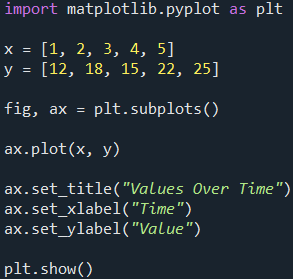 import matplotlib.pyplot as plt
x = [1, 2, 3, 4, 5]
y = [12, 18, 15, 22, 25]
fig, ax = plt.subplots()
ax.plot(x, y)
ax.set_title("Values Over Time")
ax.set_xlabel("Time")
ax.set_ylabel("Value")
plt.show()